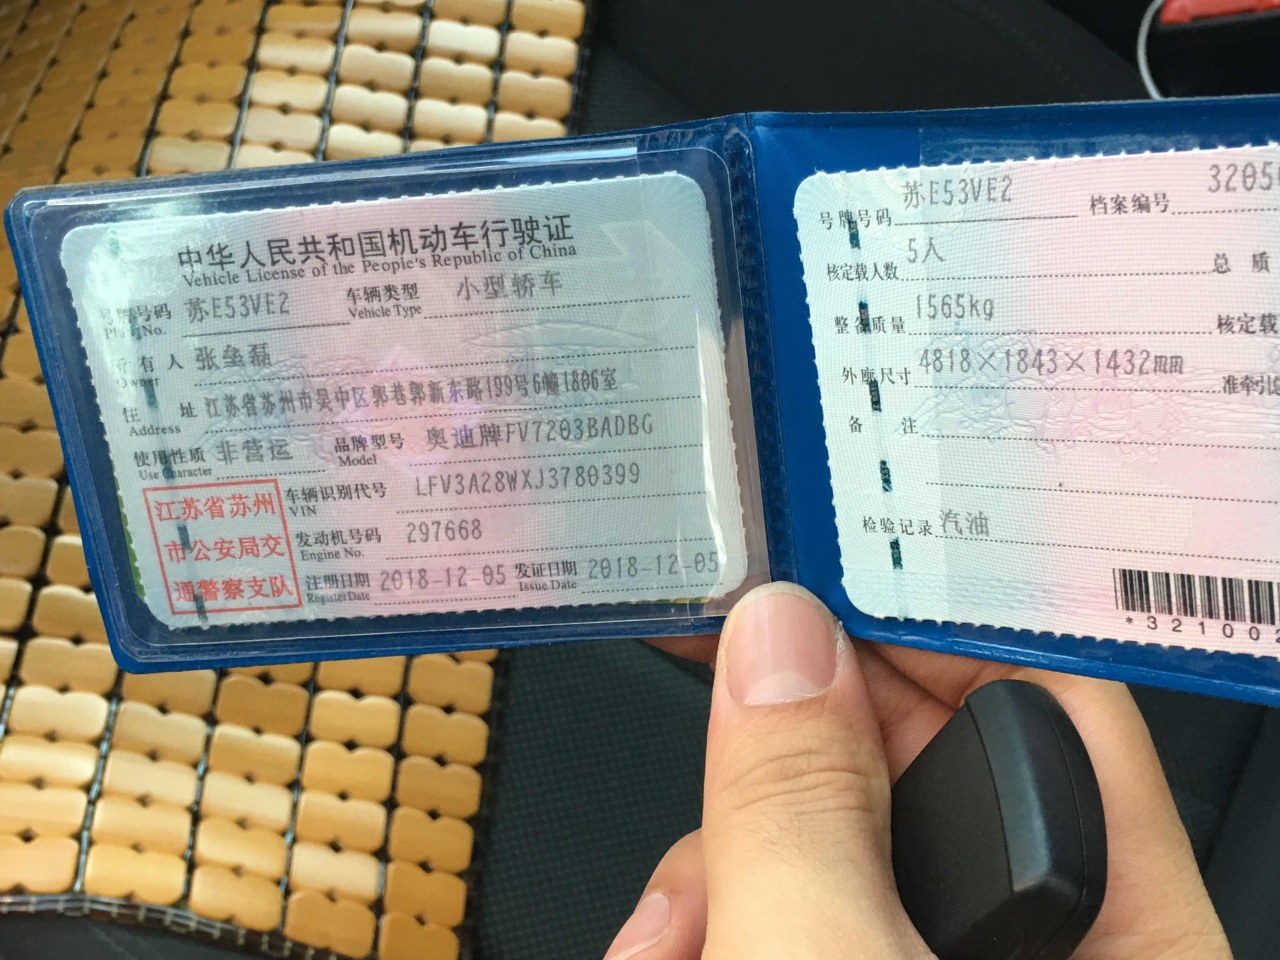 中华人民共和国机动车行驶证
Vehicle License of the People's Republic of China
号牌号码 苏E53VE2 车辆类型 小型轿车
Plate No. Vehicle Type
所有人 张垒磊
Owner
住址 江苏省苏州市吴中区郭巷郭新东路199号6幢1806室
Address
使用性质 非营运 品牌型号 奥迪牌FV7203BADBG
Use Character Model
车辆识别代号 LFV3A28WXJ3780399
VIN
发动机号码 297668
Engine No.
注册日期 2018-12-05 发证日期 2018-12-05
Register Date Issue Date
江苏省苏州
市公安局交
通警察支队
号牌号码 苏E53VE2 档案编号 3205
核定载人数 5人 总质
整备质量 1565kg 核定载
外廓尺寸 4818×1843×1432mm 准牵引
备注
检验记录 汽油
*321002